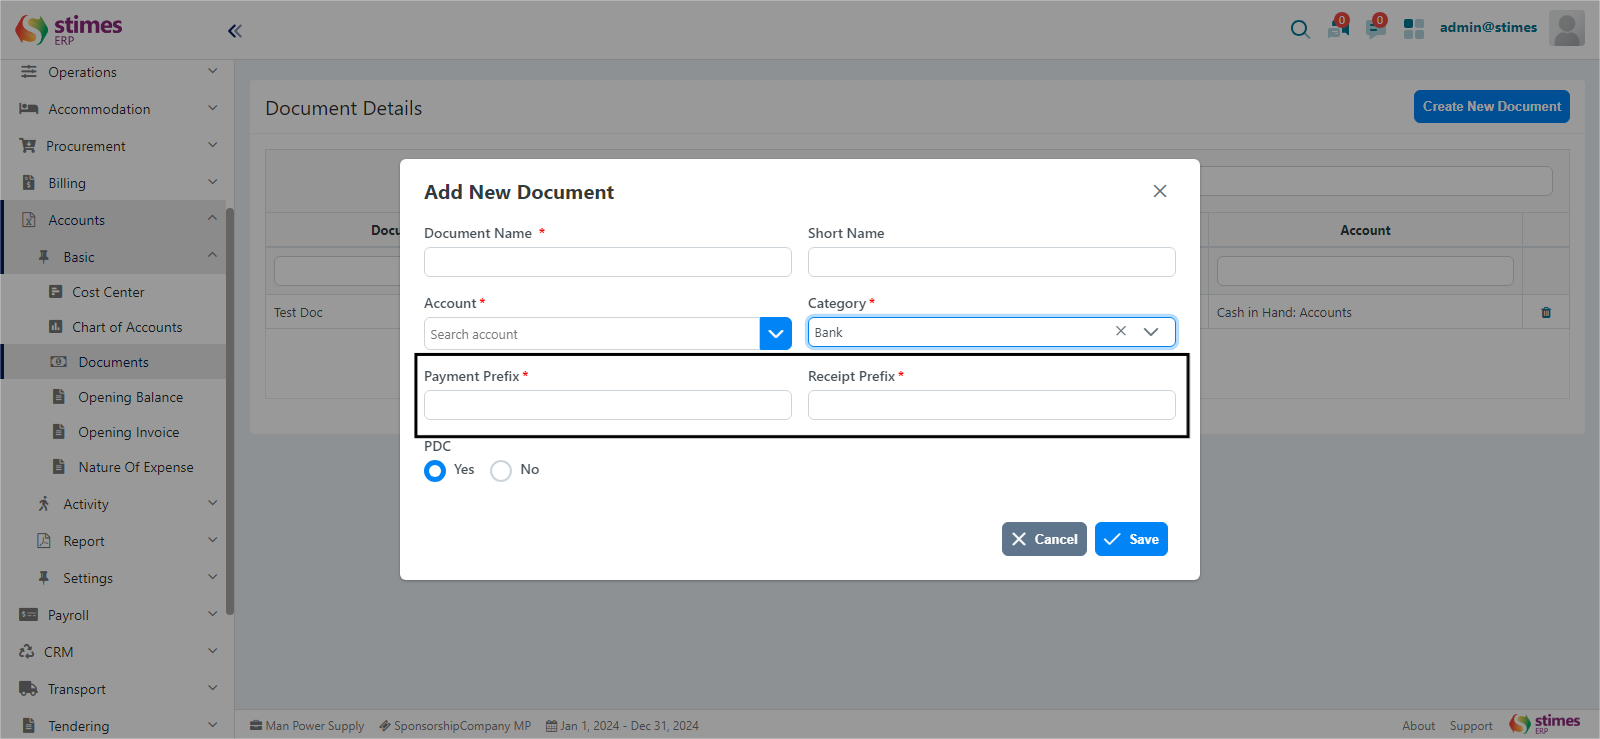 stimes
ERP
0
0
admin@stimes
Operations
Accommodation
Procurement
Billing
Accounts
Basic
Cost Center
Chart of Accounts
Documents
Opening Balance
Opening Invoice
Nature Of Expense
Activity
Report
Settings
Payroll
CRM
Transport
Tendering
Document Details
Create New Document
Docu
Account
Test Doc
Cash in Hand: Accounts
Add New Document
Document Name *
Short Name
Account *
Category *
Search account
Bank
Payment Prefix *
Receipt Prefix *
PDC
Yes
No
Cancel
Save
Man Power Supply
SponsorshipCompany MP
Jan 1, 2024 - Dec 31, 2024
About
Support
stimes
ERP